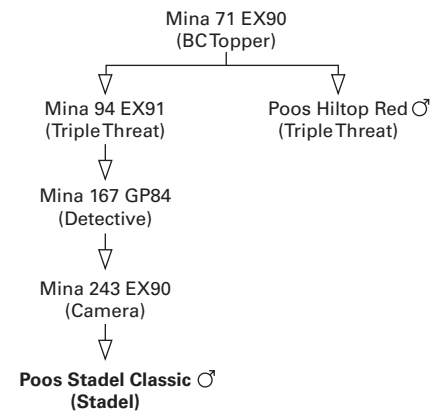 Mina 71 EX90
(BC Topper)
Mina 94 EX91
(Triple Threat)
Poos Hiltop Red ♂
(Triple Threat)
Mina 167 GP84
(Detective)
Mina 243 EX90
(Camera)
Poos Stadel Classic ♂
(Stadel)